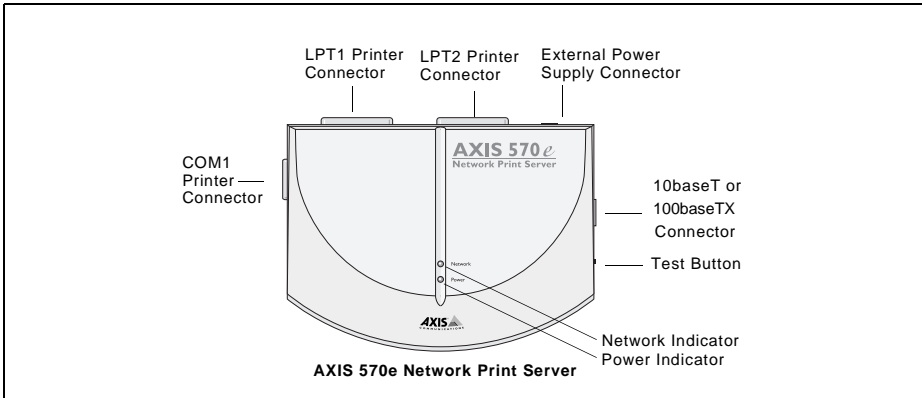 LPT1 Printer
Connector
LPT2 Printer
Connector
External Power
Supply Connector
COM1
Printer
Connector
AXIS 570e
Network Print Server
10baseT or
100baseTX
Connector
Test Button
Network
Power
AXIS
COMMUNICATIONS
Network Indicator
Power Indicator
AXIS 570e Network Print Server